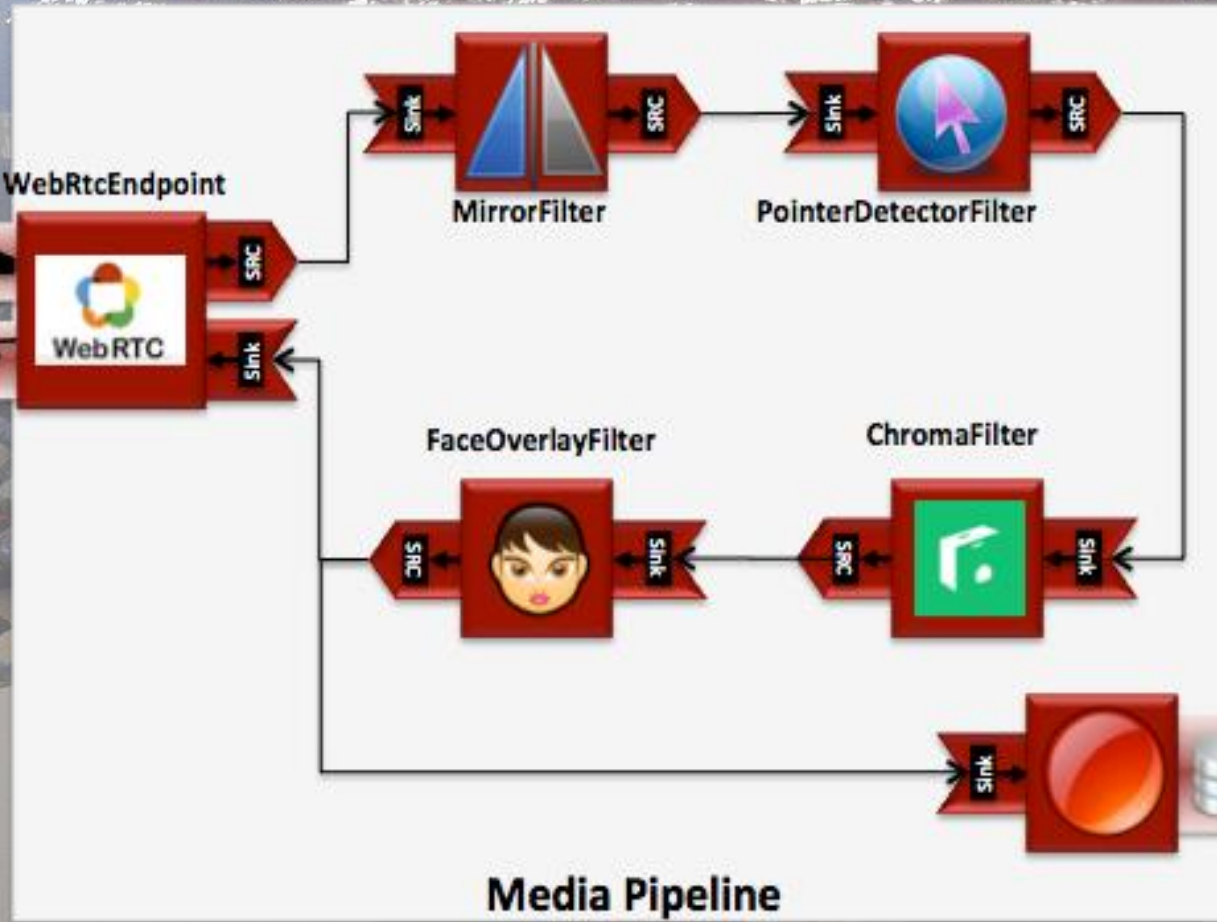 Sink
SRC
Sink
SRC
WebRtcEndpoint
MirrorFilter
PointerDetectorFilter
SRC
WebRTC
Sink
FaceOverlayFilter
ChromaFilter
SRC
Sink
SRC
Sink
Sink
Media Pipeline